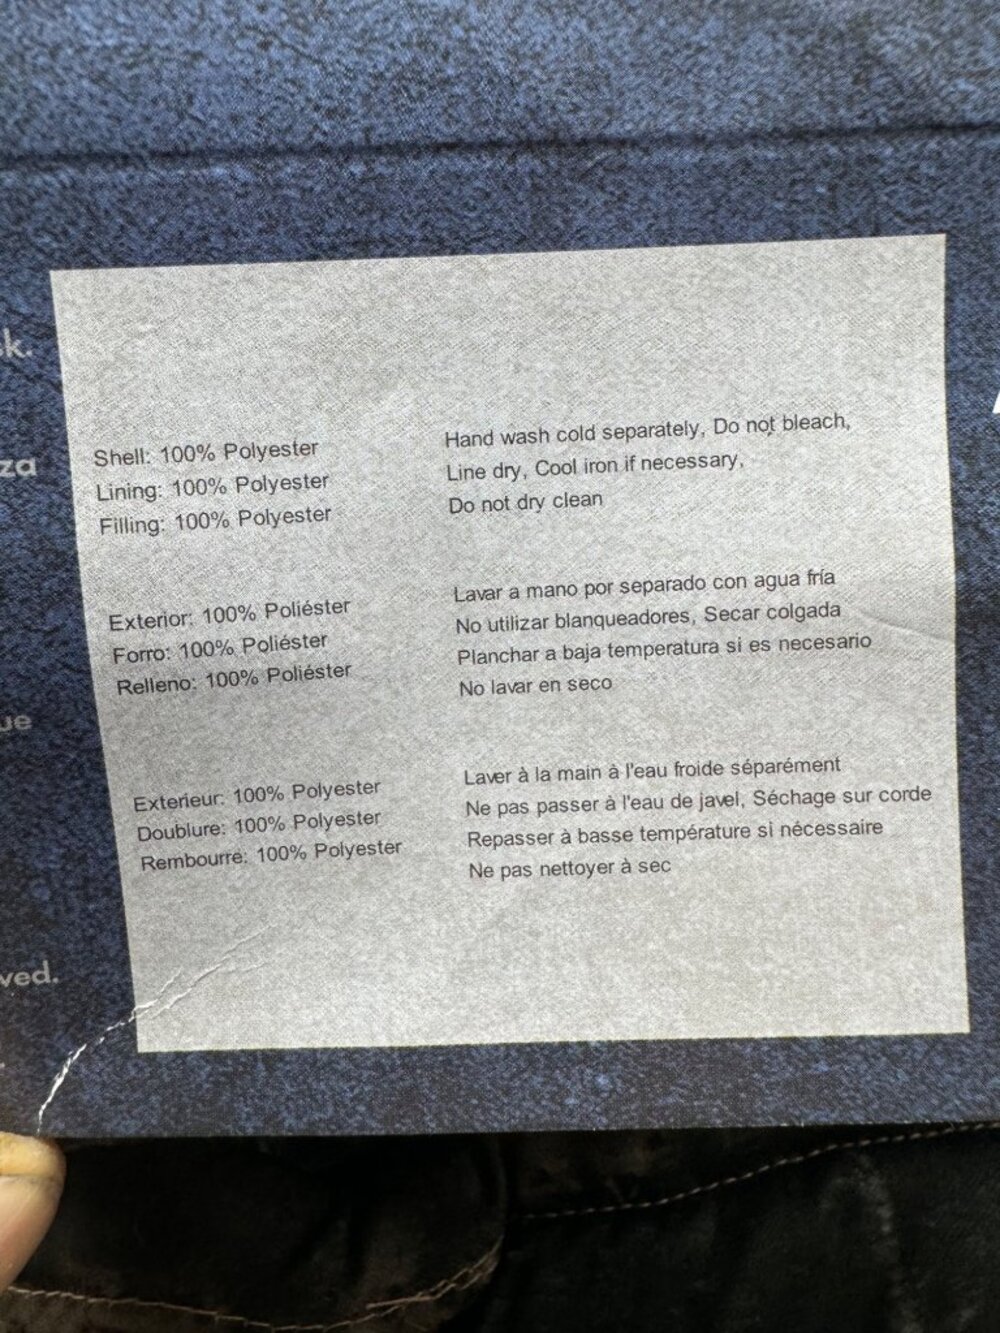 k.
za
ue
ved.
Shell: 100% Polyester
Lining: 100% Polyester
Filling: 100% Polyester
Hand wash cold separately, Do not bleach,
Line dry, Cool iron if necessary,
Do not dry clean
Exterior: 100% Poliéster
Forro: 100% Poliéster
Relleno: 100% Poliéster
Lavar a mano por separado con agua fría
No utilizar blanqueadores, Secar colgada
Planchar a baja temperatura si es necesario
No lavar en seco
Exterieur: 100% Polyester
Doublure: 100% Polyester
Rembourré: 100% Polyester
Laver à la main à l'eau froide séparément
Ne pas passer à l'eau de javel, Séchage sur corde
Repasser à basse température si nécessaire
Ne pas nettoyer à sec